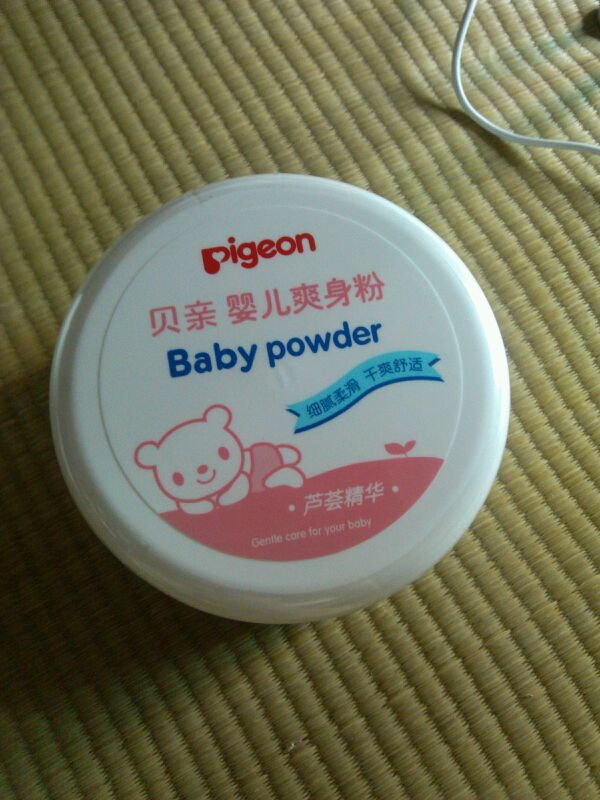 Pigeon
贝亲 婴儿爽身粉
Baby powder
细腻柔滑 干爽舒适
·芦荟精华·
Gentle care for your baby